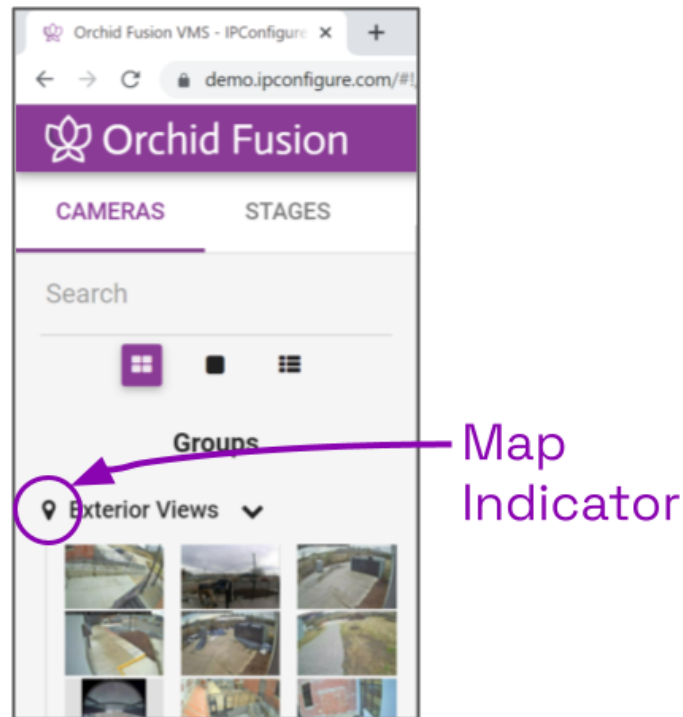 Orchid Fusion VMS - IPConfigure
demo.ipconfigure.com/#!
Orchid Fusion
CAMERAS STAGES
Search
Groups
Map
Indicator
Exterior Views